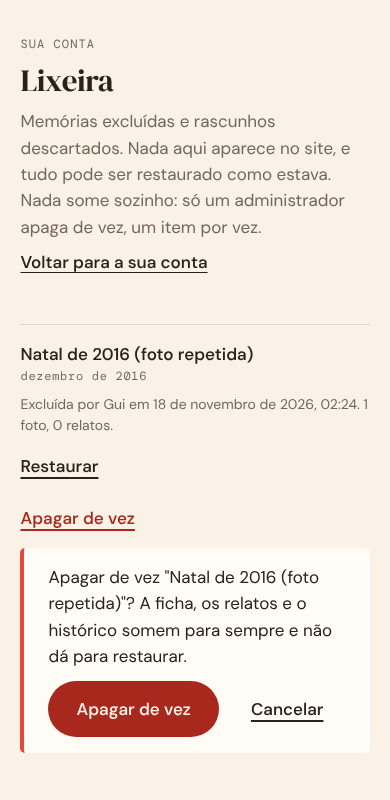 SUA CONTA
Lixeira
Memórias excluídas e rascunhos
descartados. Nada aqui aparece no site, e
tudo pode ser restaurado como estava.
Nada some sozinho: só um administrador
apaga de vez, um item por vez.
Voltar para a sua conta
Natal de 2016 (foto repetida)
dezembro de 2016
Excluída por Gui em 18 de novembro de 2026, 02:24. 1
foto, 0 relatos.
Restaurar
Apagar de vez
Apagar de vez "Natal de 2016 (foto
repetida)"? A ficha, os relatos e o
histórico somem para sempre e não
dá para restaurar.
Apagar de vez
Cancelar